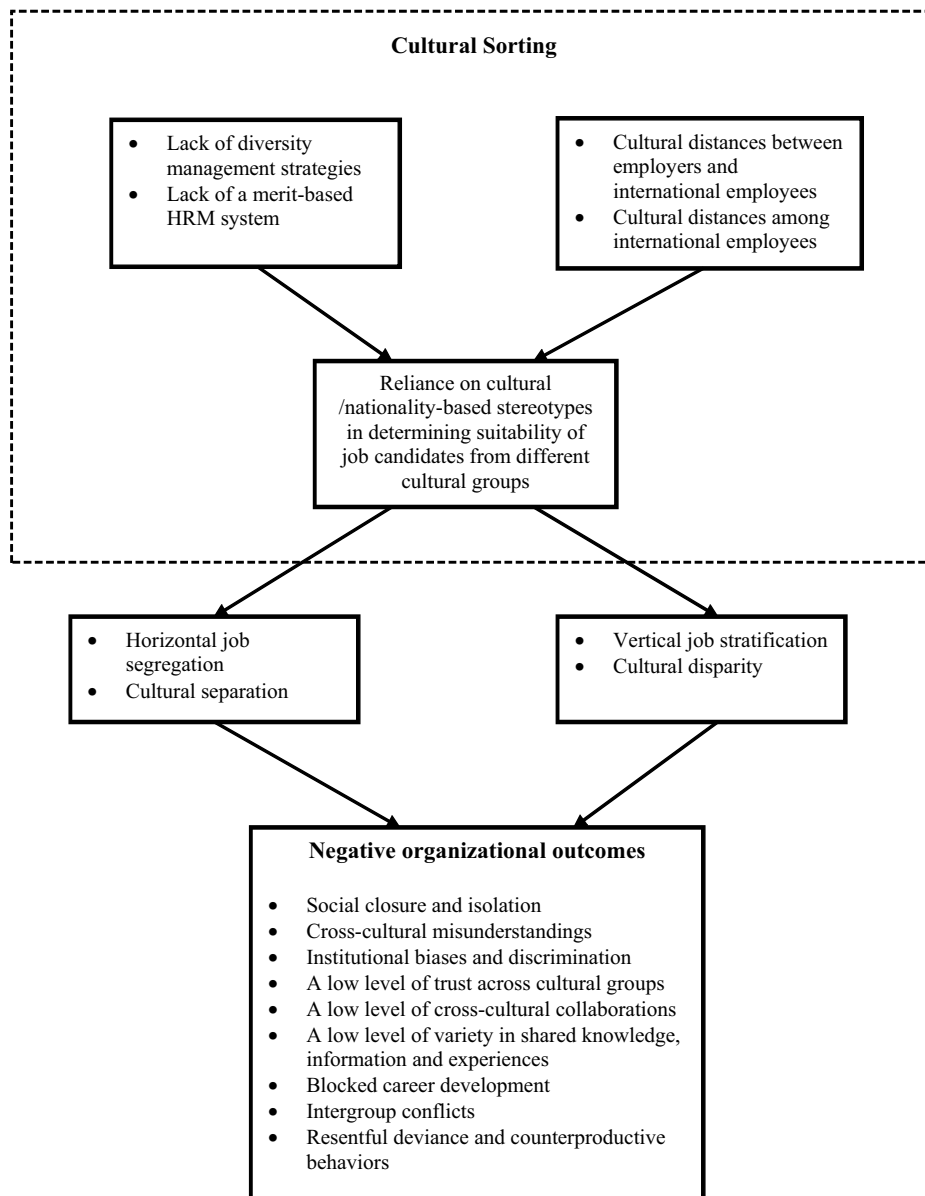 Cultural Sorting
• Lack of diversity
management strategies
• Lack of a merit-based
HRM system
• Cultural distances between
employers and
international employees
• Cultural distances among
international employees
Reliance on cultural
/nationality-based stereotypes
in determining suitability of
job candidates from different
cultural groups
• Horizontal job
segregation
• Cultural separation
• Vertical job stratification
• Cultural disparity
Negative organizational outcomes
• Social closure and isolation
• Cross-cultural misunderstandings
• Institutional biases and discrimination
• A low level of trust across cultural groups
• A low level of cross-cultural collaborations
• A low level of variety in shared knowledge,
information and experiences
• Blocked career development
• Intergroup conflicts
• Resentful deviance and counterproductive
behaviors